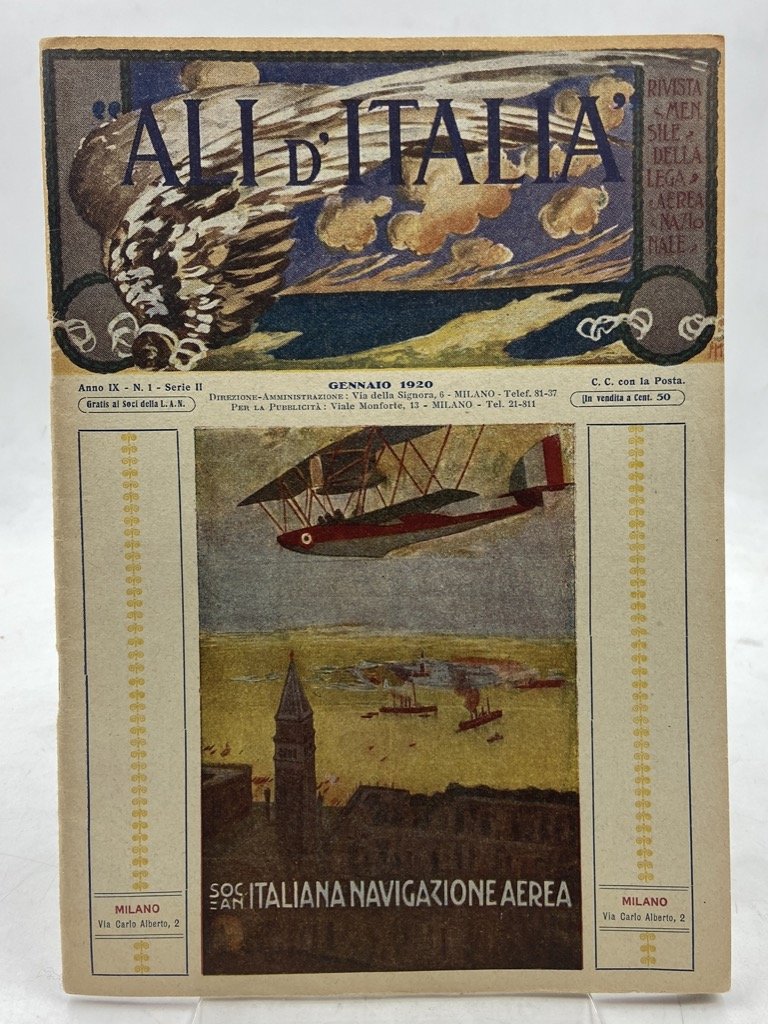 "ALI D'ITALIA"
RIVISTA
MEN
SILE
DELLA
LEGA
AEREA
NAZIO
NALE
Anno IX - N. 1 - Serie II
GENNAIO 1920
C. C. con la Posta.
Gratis ai Soci della L.A.N.
DIREZIONE-AMMINISTRAZIONE: Via della Signora, 6 - MILANO - Telef. 81-37
PER LA PUBBLICITÀ: Viale Monforte, 13 - MILANO - Tel. 21-811
In vendita a Cent. 50
SOC AN ITALIANA NAVIGAZIONE AEREA
MILANO
Via Carlo Alberto, 2
MILANO
Via Carlo Alberto, 2